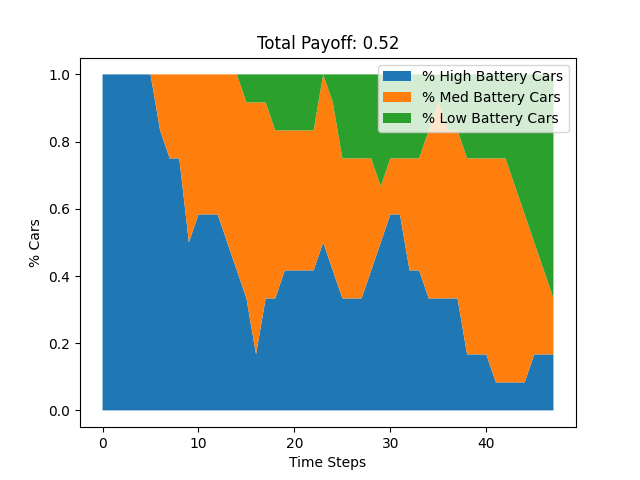 Total Payoff: 0.52
1.0
0.8
0.6
0.4
0.2
0.0
% Cars
% High Battery Cars
% Med Battery Cars
% Low Battery Cars
0 10 20 30 40
Time Steps